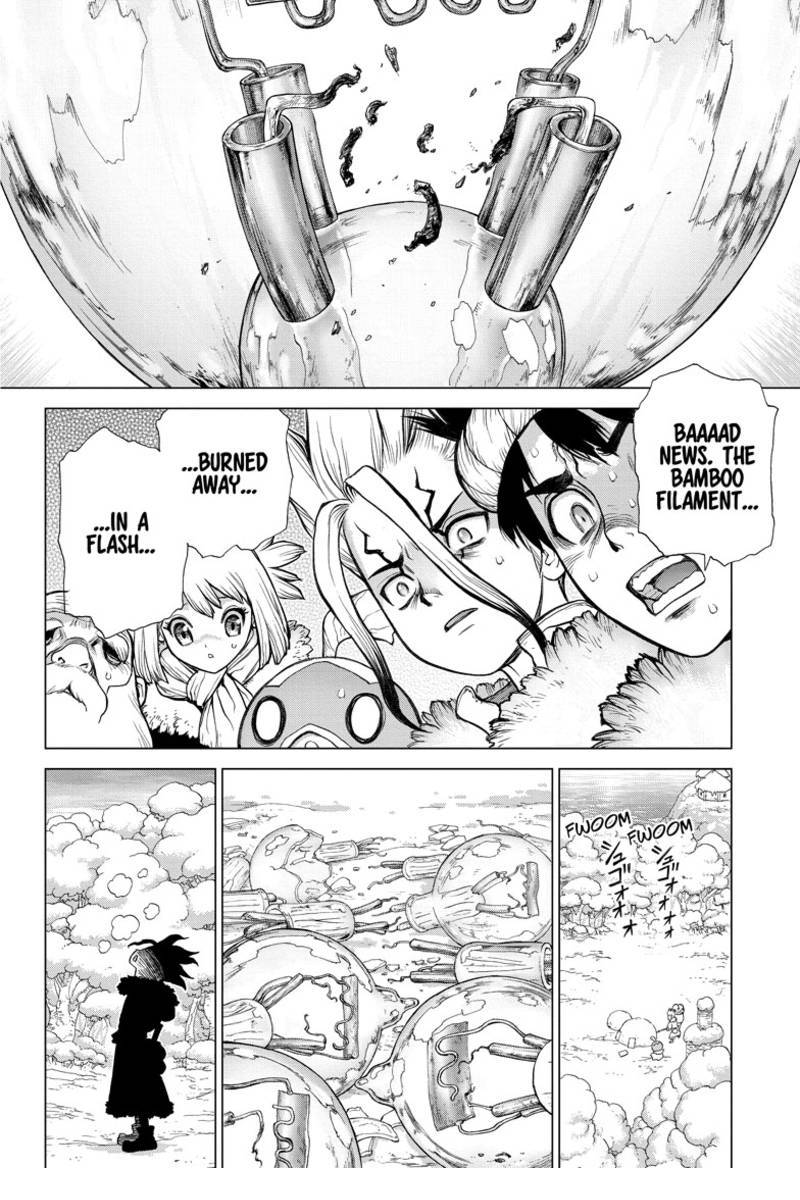 BAAAAD
NEWS. THE
BAMBOO
FILAMENT...
...BURNED
AWAY...
...IN A
FLASH...
FWOOM
FWOOM
シュゴォォォ
シュゴォォォ